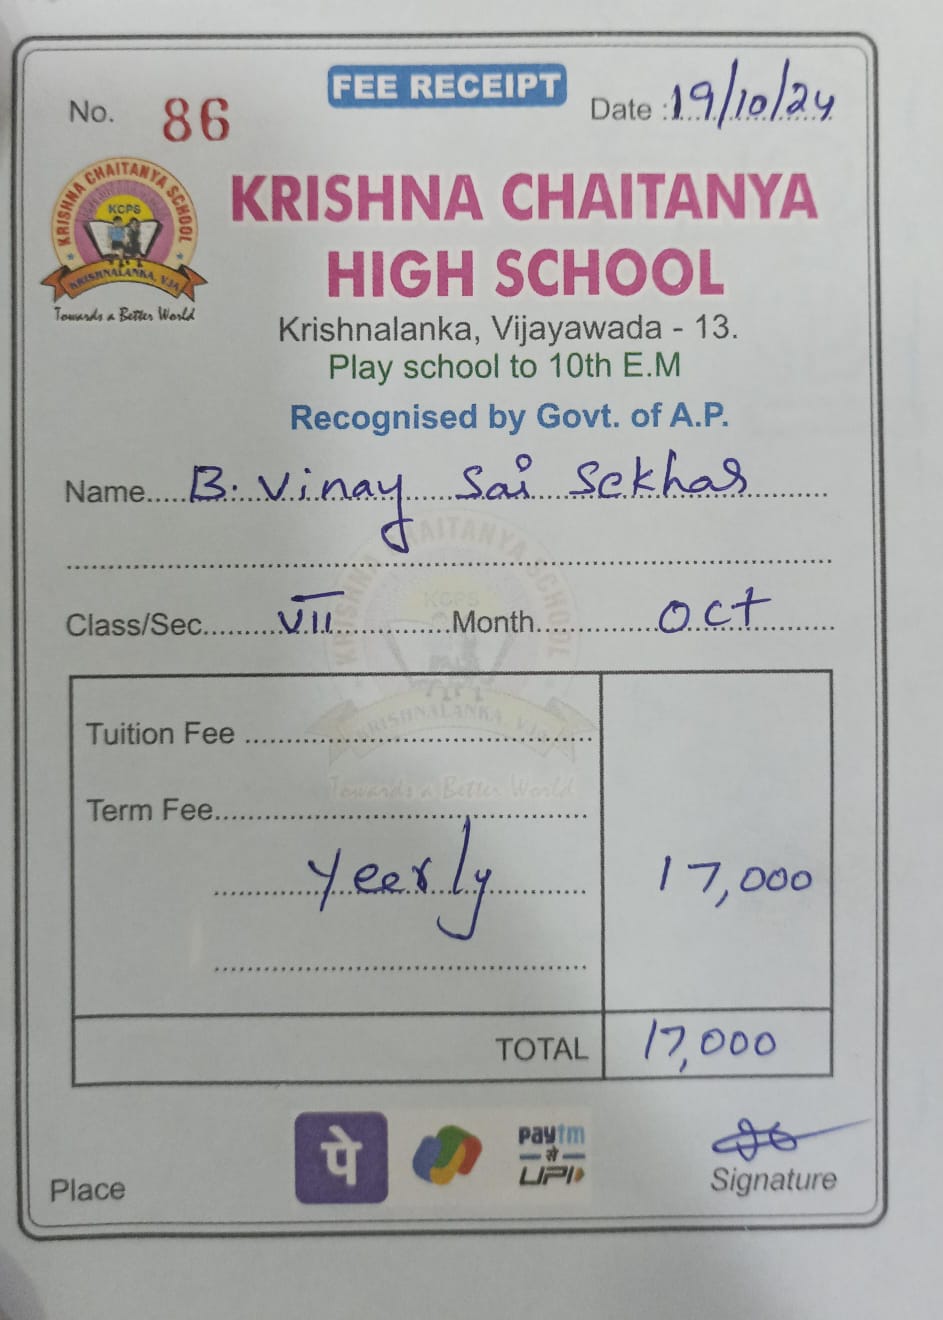 FEE RECEIPT
No. 86
Date : 19/10/24
KRISHNA CHAITANYA SCHOOL
KCPS
KRISHNALANKA, VJA
Towards a Better World
KRISHNA CHAITANYA
HIGH SCHOOL
Krishnalanka, Vijayawada - 13.
Play school to 10th E.M
Recognised by Govt. of A.P.
Name.....B. Vinay Sai Sekhar
Class/Sec.......... VII ..........Month.......... Oct
Tuition Fee ..........
Term Fee..........
Yeerly 17,000
TOTAL 17,000
पे
paytm
से
UPI
Place
Signature